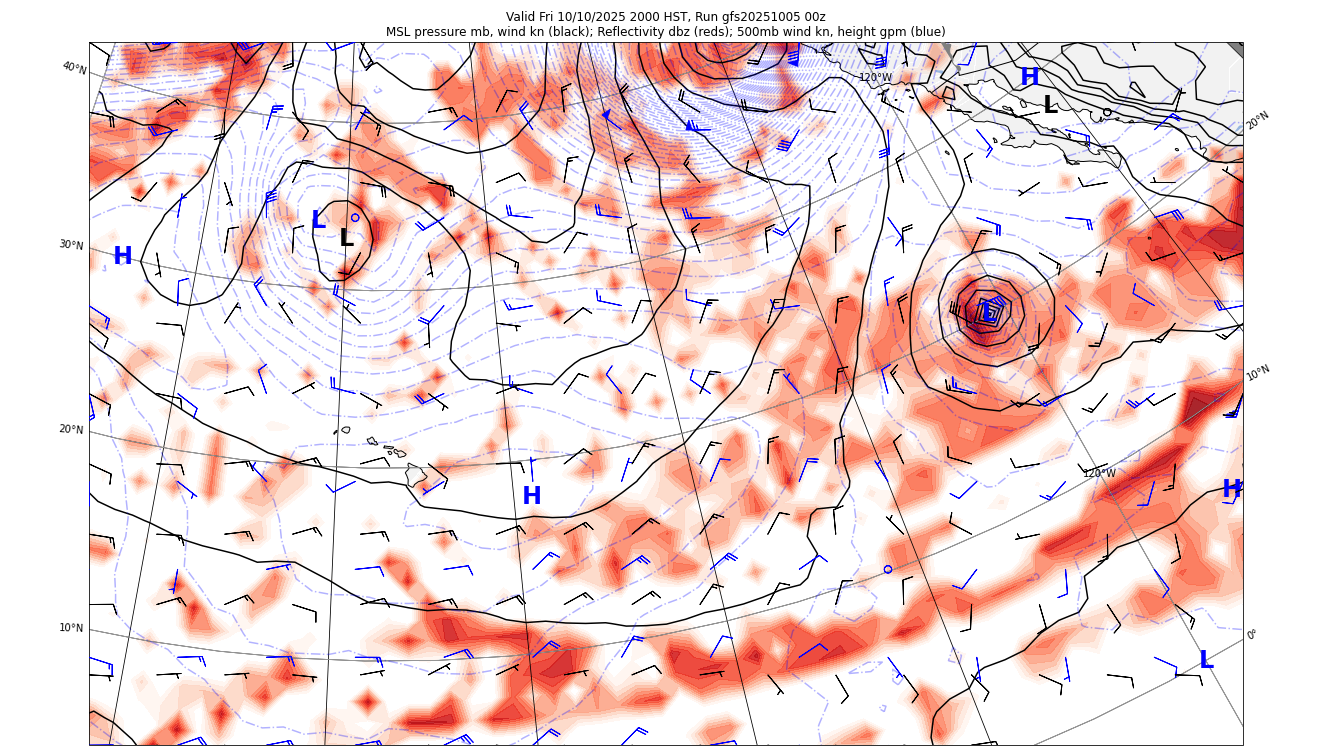 Valid Fri 10/10/2025 2000 HST, Run gfs20251005 00z
MSL pressure mb, wind kn (black); Reflectivity dbz (reds); 500mb wind kn, height gpm (blue)
40°N
120°W
H
L
20°N
L
L
30°N
H
L
10°N
20°N
120°W
H
H
10°N
0°
L